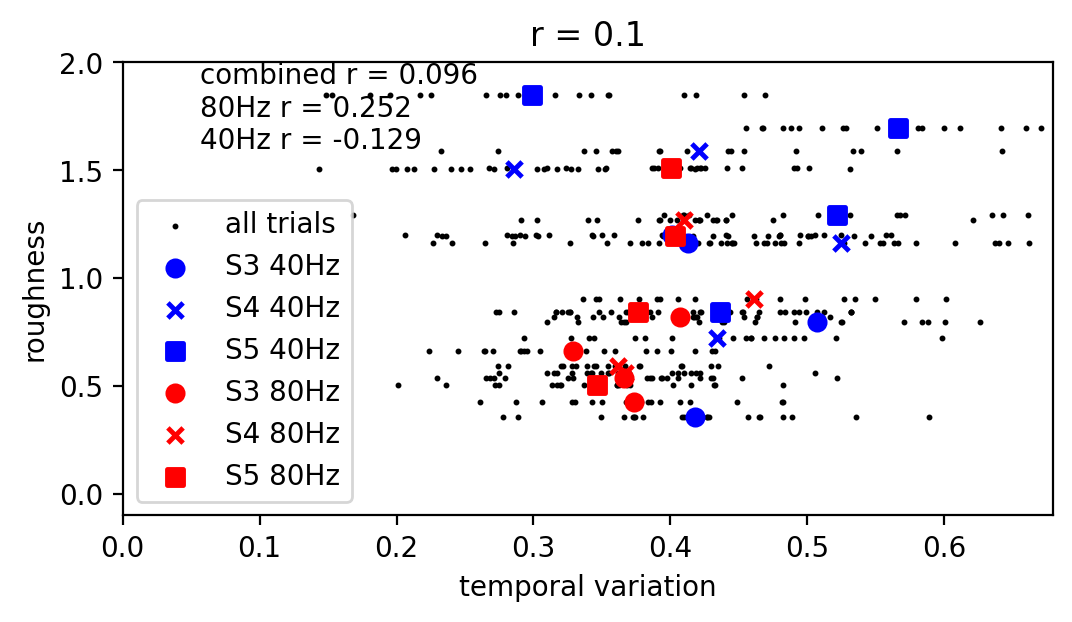 r = 0.1
combined r = 0.096
80Hz r = 0.252
40Hz r = -0.129
all trials
S3 40Hz
S4 40Hz
S5 40Hz
S3 80Hz
S4 80Hz
S5 80Hz
roughness
2.0
1.5
1.0
0.5
0.0
0.0 0.1 0.2 0.3 0.4 0.5 0.6
temporal variation